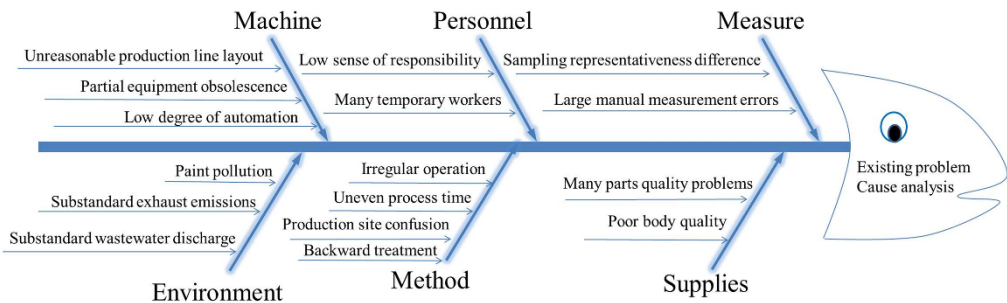 Machine
Personnel
Measure
Unreasonable production line layout
Partial equipment obsolescence
Low degree of automation
Low sense of responsibility
Many temporary workers
Sampling representativeness difference
Large manual measurement errors
Existing problem
Cause analysis
Paint pollution
Substandard exhaust emissions
Substandard wastewater discharge
Irregular operation
Uneven process time
Production site confusion
Backward treatment
Many parts quality problems
Poor body quality
Environment
Method
Supplies